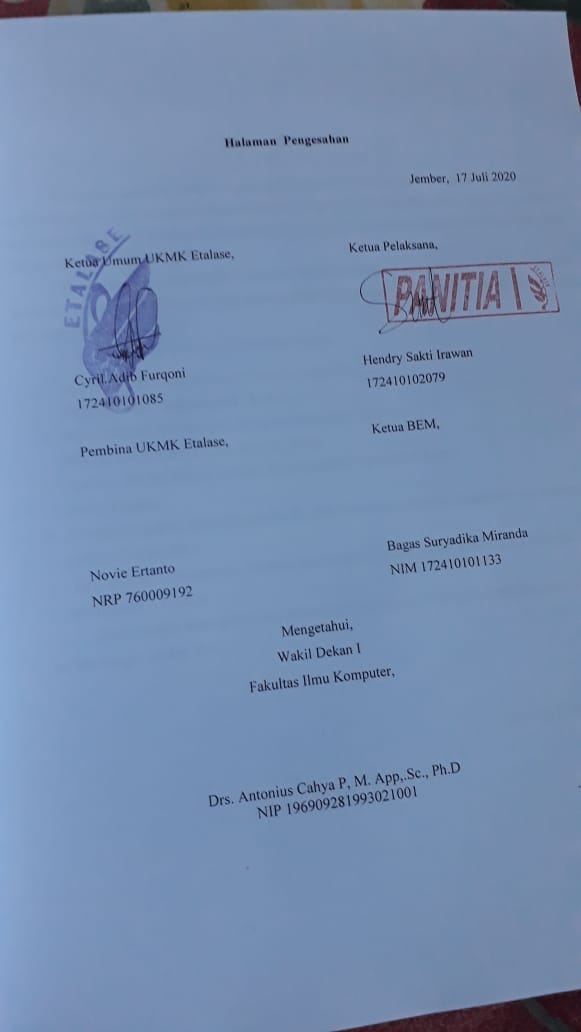 Halaman Pengesahan
Jember, 17 Juli 2020
Ketua Umum UKMK Etalase,
ETALASE
Cyril Adib Furqoni
172410101085
Ketua Pelaksana,
PANITIA
Hendry Sakti Irawan
172410102079
Pembina UKMK Etalase,
Novie Ertanto
NRP 760009192
Ketua BEM,
Bagas Suryadika Miranda
NIM 172410101133
Mengetahui,
Wakil Dekan I
Fakultas Ilmu Komputer,
Drs. Antonius Cahya P, M. App,.Sc., Ph.D
NIP 196909281993021001